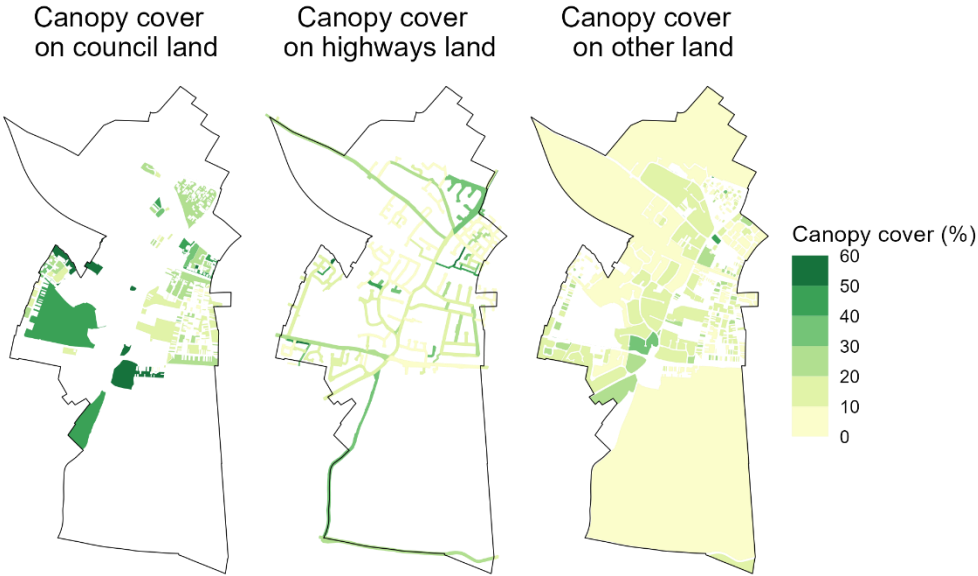 Canopy cover
on council land
Canopy cover
on highways land
Canopy cover
on other land
Canopy cover (%)
60
50
40
30
20
10
0